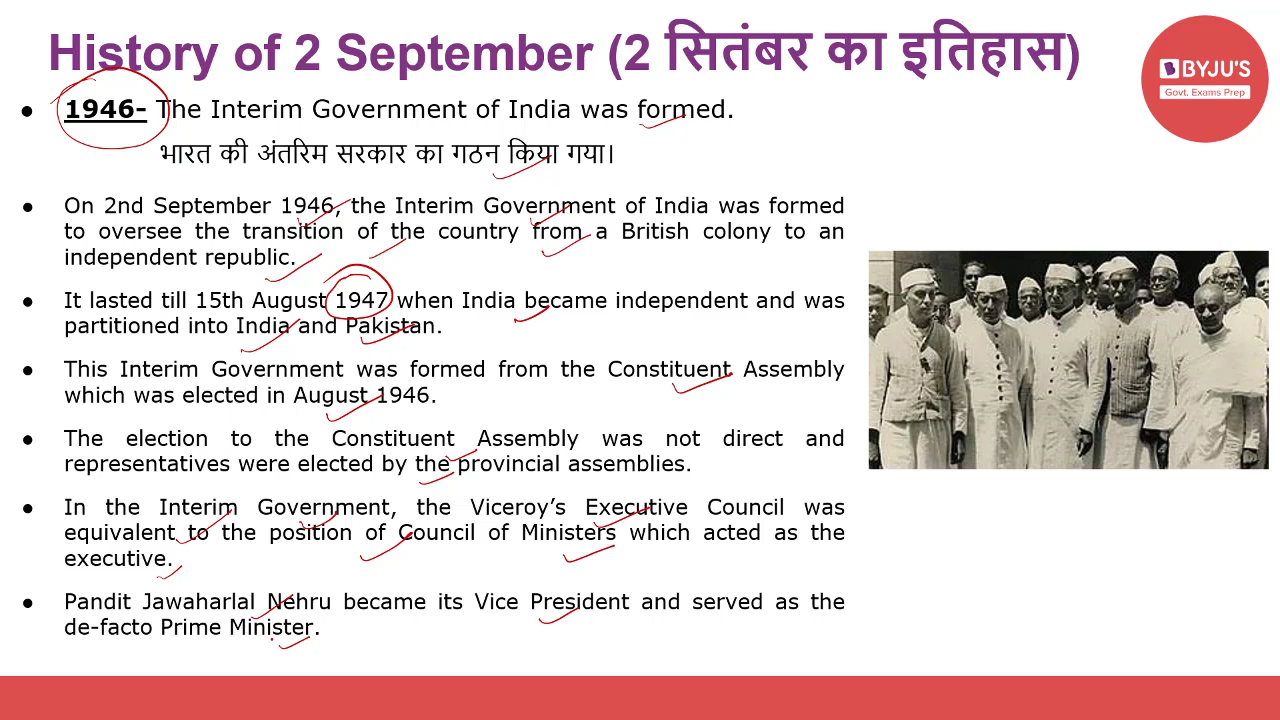 History of 2 September (2 सितंबर का इतिहास)
BYJU'S
Govt. Exams Prep
● 1946- The Interim Government of India was formed.
भारत की अंतरिम सरकार का गठन किया गया।
● On 2nd September 1946, the Interim Government of India was formed
to oversee the transition of the country from a British colony to an
independent republic.
● It lasted till 15th August 1947 when India became independent and was
partitioned into India and Pakistan.
● This Interim Government was formed from the Constituent Assembly
which was elected in August 1946.
● The election to the Constituent Assembly was not direct and
representatives were elected by the provincial assemblies.
● In the Interim Government, the Viceroy’s Executive Council was
equivalent to the position of Council of Ministers which acted as the
executive.
● Pandit Jawaharlal Nehru became its Vice President and served as the
de-facto Prime Minister.